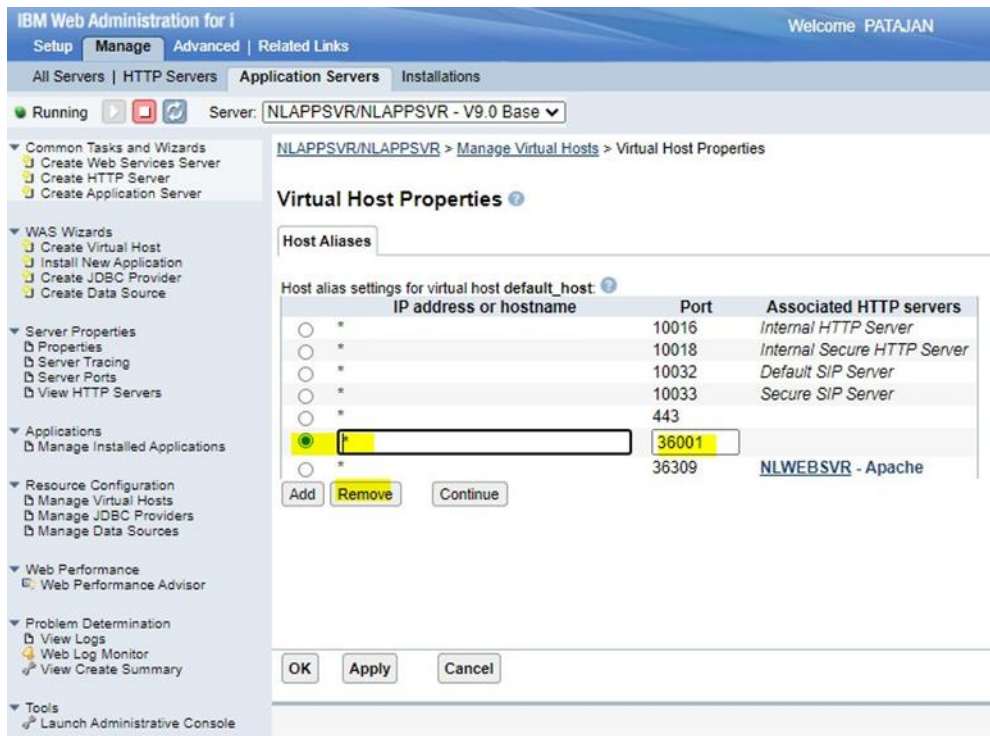 IBM Web Administration for i
Welcome PATAJAN
Setup Manage Advanced | Related Links
All Servers | HTTP Servers Application Servers Installations
Running Server: NLAPPSVR/NLAPPSVR - V9.0 Base
Common Tasks and Wizards
Create Web Services Server
Create HTTP Server
Create Application Server
WAS Wizards
Create Virtual Host
Install New Application
Create JDBC Provider
Create Data Source
Server Properties
Properties
Server Tracing
Server Ports
View HTTP Servers
Applications
Manage Installed Applications
Resource Configuration
Manage Virtual Hosts
Manage JDBC Providers
Manage Data Sources
Web Performance
Web Performance Advisor
Problem Determination
View Logs
Web Log Monitor
View Create Summary
Tools
Launch Administrative Console
NLAPPSVR/NLAPPSVR > Manage Virtual Hosts > Virtual Host Properties
Virtual Host Properties ?
Host Aliases
Host alias settings for virtual host default_host: ?
IP address or hostname Port Associated HTTP servers
* 10016 Internal HTTP Server
* 10018 Internal Secure HTTP Server
* 10032 Default SIP Server
* 10033 Secure SIP Server
* 443
* 36001
* 36309 NLWEBSVR - Apache
Add Remove Continue
OK Apply Cancel